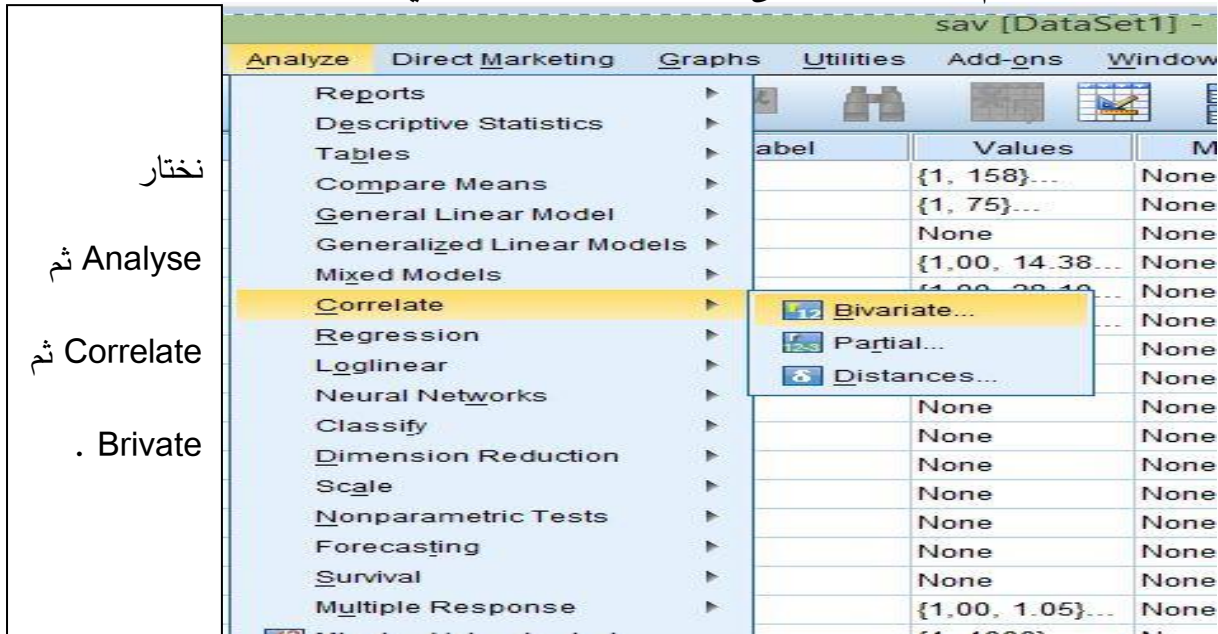 sav [DataSet1] -
Analyze Direct Marketing Graphs Utilities Add-ons Window
نختار
Analyse ثم
Correlate ثم
Brivate .
Reports
Descriptive Statistics
Tables
Compare Means
General Linear Model
Generalized Linear Models
Mixed Models
Correlate
Regression
Loglinear
Neural Networks
Classify
Dimension Reduction
Scale
Nonparametric Tests
Forecasting
Survival
Multiple Response
Bivariate...
Partial...
Distances...
abel Values M
{1, 158}... None
{1, 75}... None
None None
{1,00, 14.38... None
None
... None
None
None
None None
None None
None None
None None
None None
None None
None None
{1,00, 1.05}... None